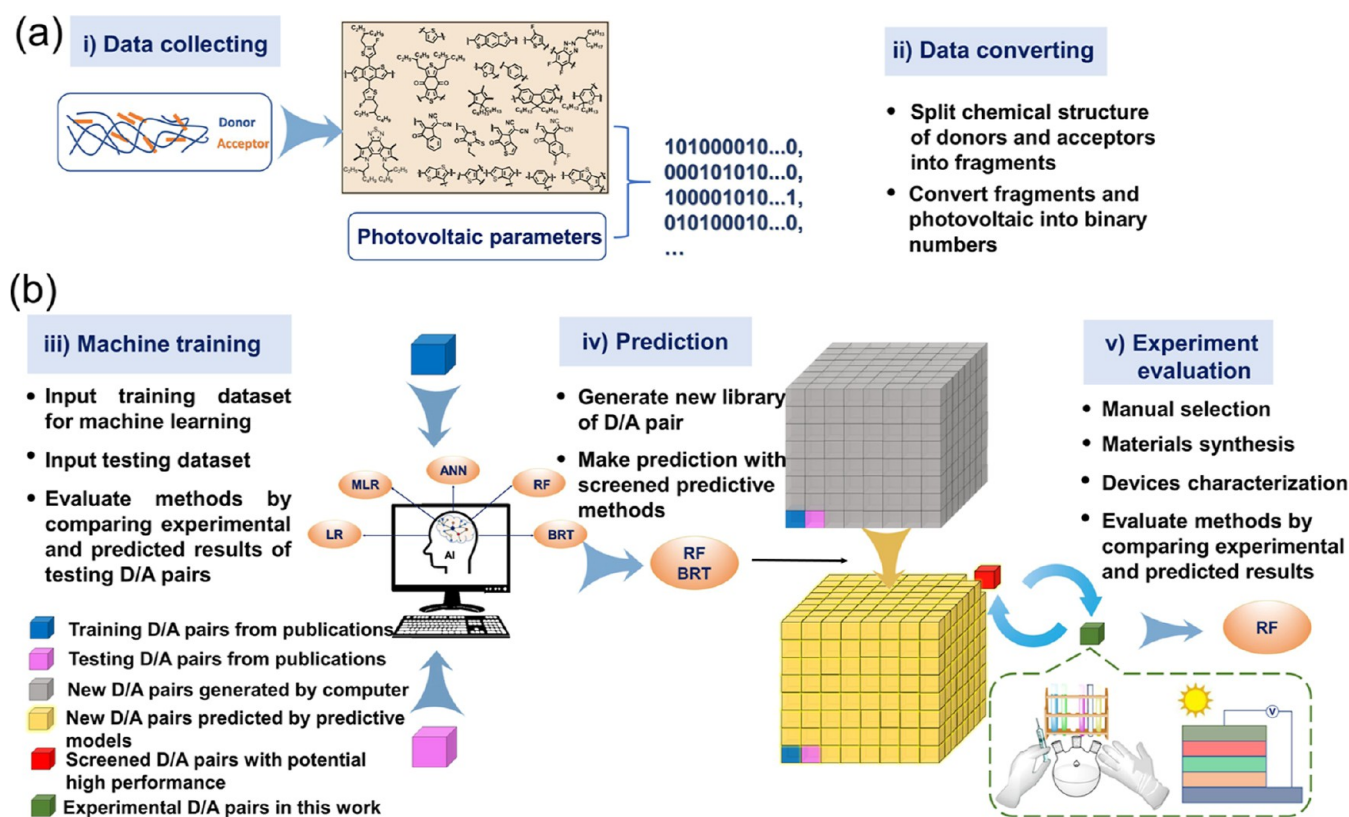 (a)
i) Data collecting
Donor
Acceptor
Photovoltaic parameters
101000010...0,
000101010...0,
100001010...1,
010100010...0,
...
ii) Data converting
• Split chemical structure
of donors and acceptors
into fragments
• Convert fragments and
photovoltaic into binary
numbers
(b)
iii) Machine training
• Input training dataset
for machine learning
• Input testing dataset
• Evaluate methods by
comparing experimental
and predicted results of
testing D/A pairs
LR
MLR
ANN
RF
BRT
AI
iv) Prediction
• Generate new library
of D/A pair
• Make prediction with
screened predictive
methods
RF
BRT
v) Experiment
evaluation
• Manual selection
• Materials synthesis
• Devices characterization
• Evaluate methods by
comparing experimental
and predicted results
RF
V
Training D/A pairs from publications
Testing D/A pairs from publications
New D/A pairs generated by computer
New D/A pairs predicted by predictive
models
Screened D/A pairs with potential
high performance
Experimental D/A pairs in this work